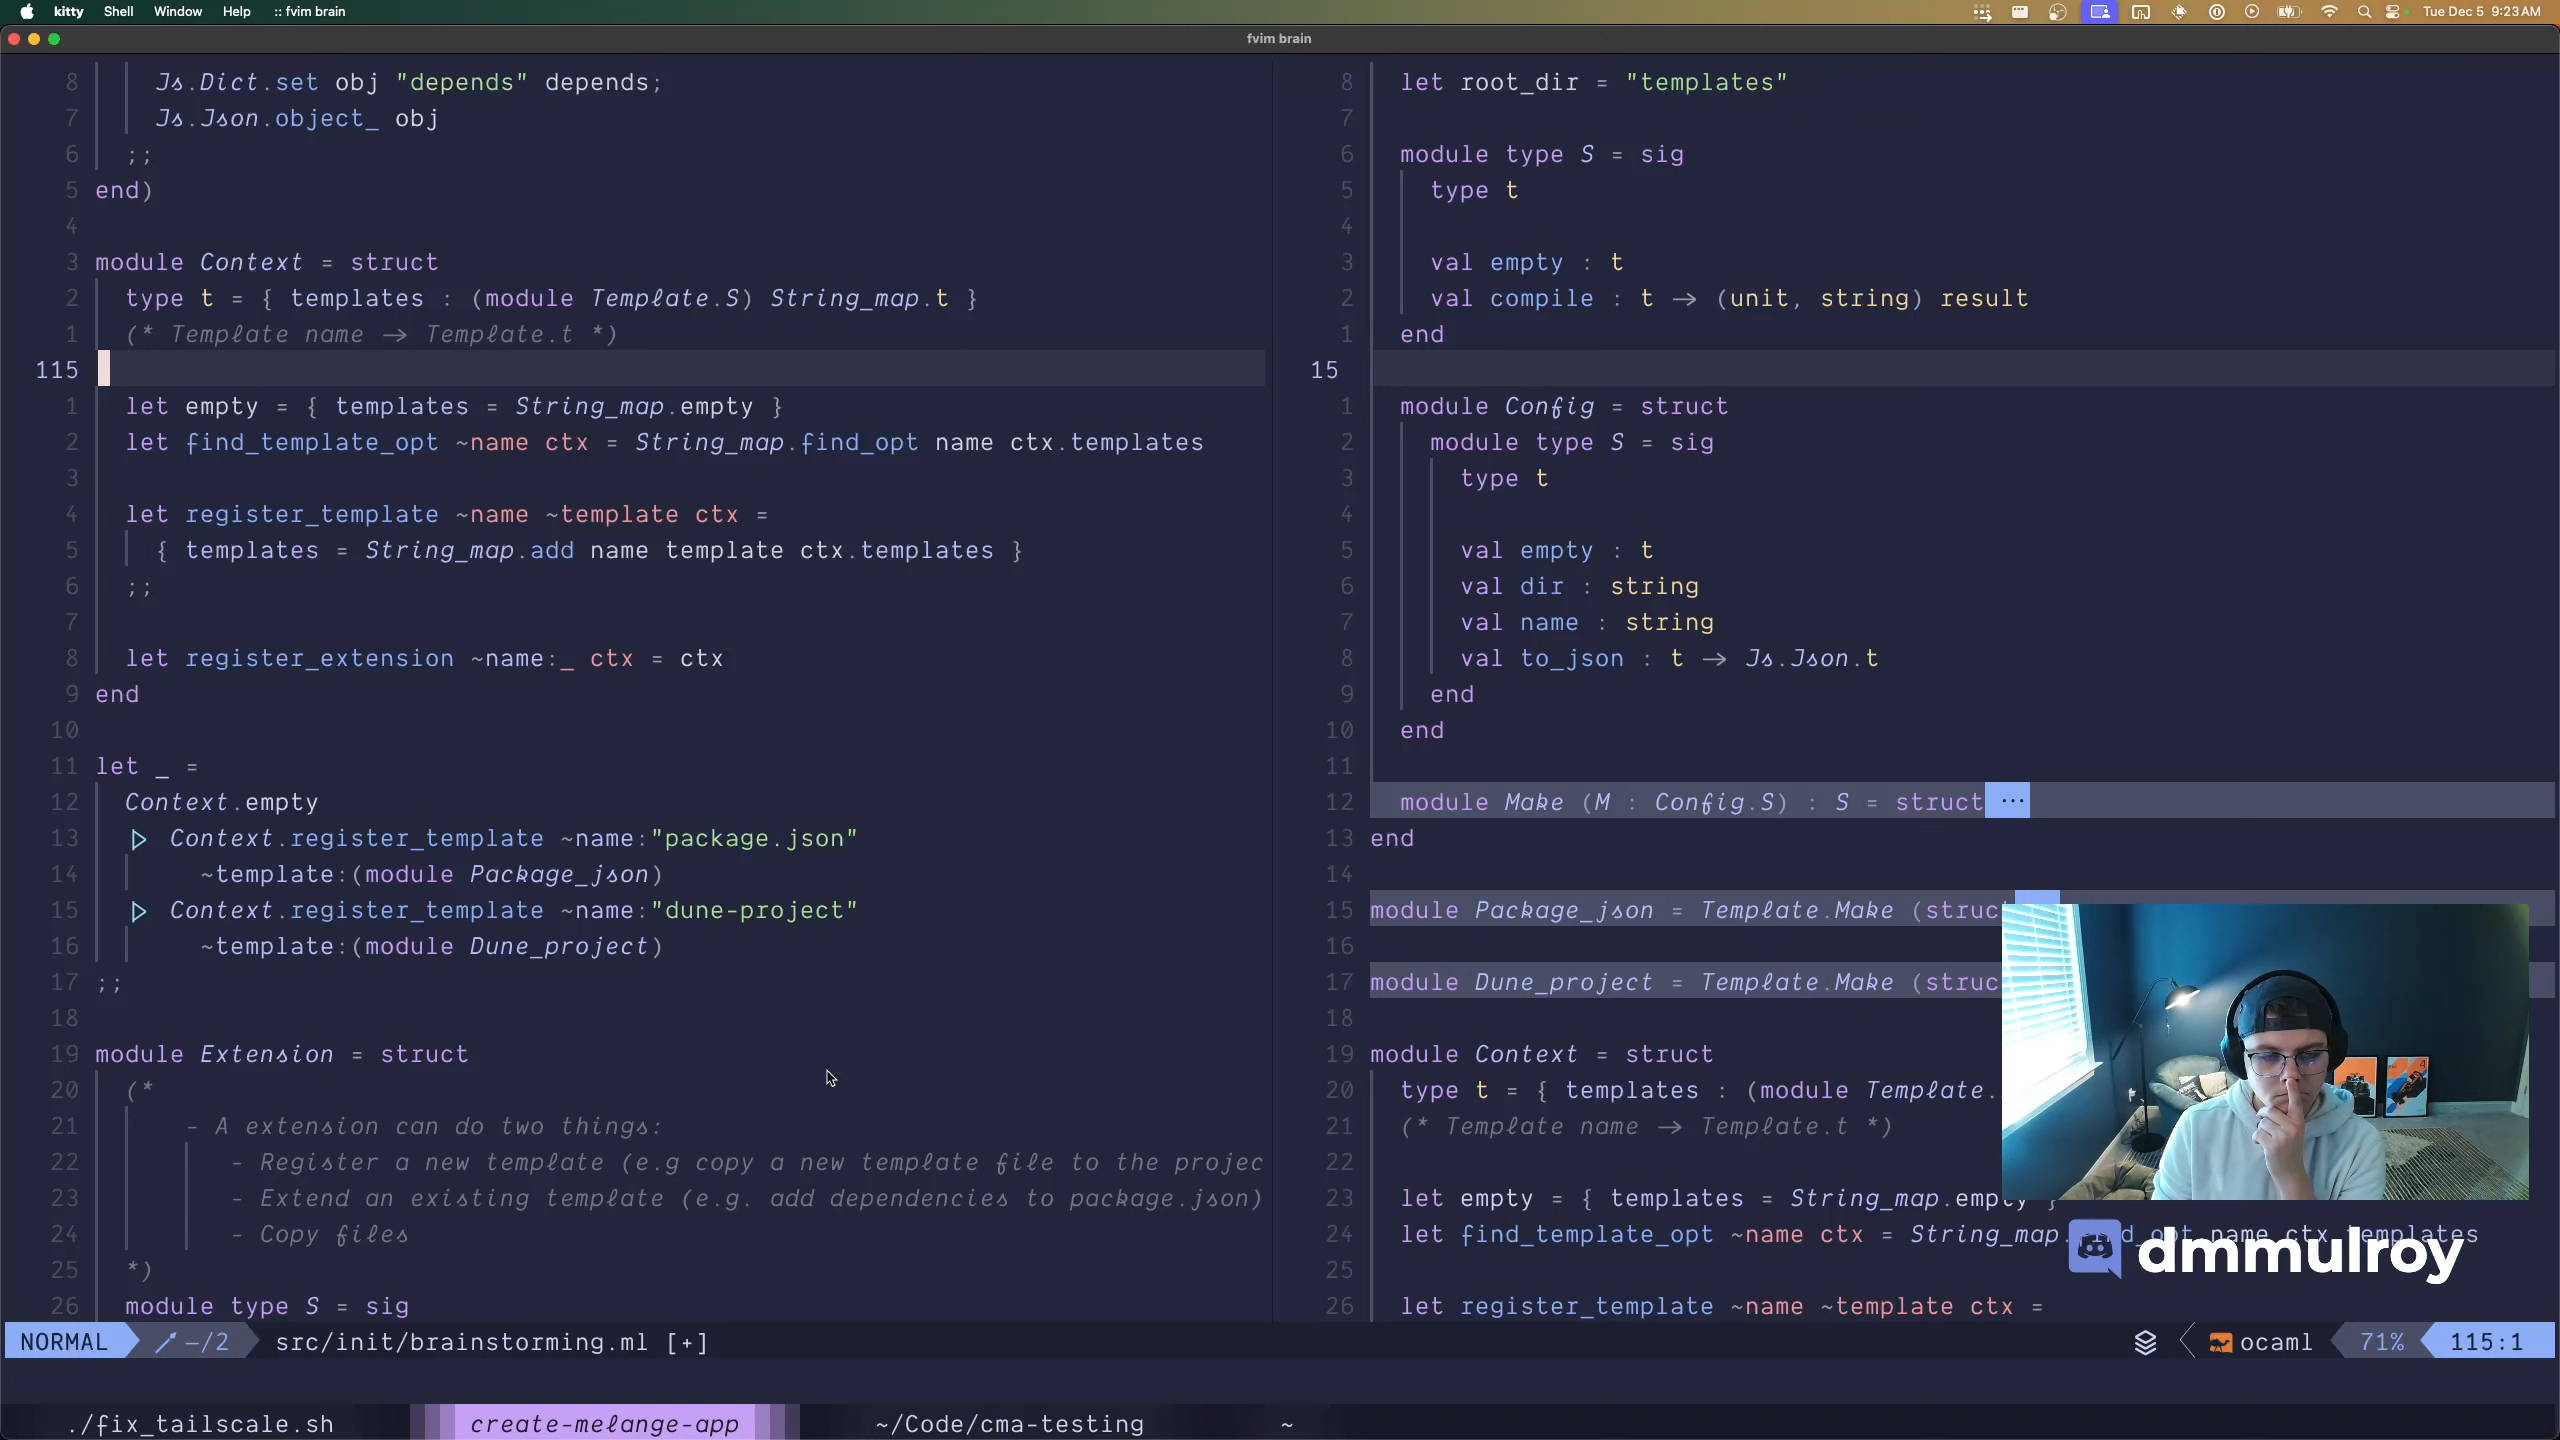 kitty Shell Window Help :: fvim brain
Tue Dec 5 9:23 AM
fvim brain
8 Js.Dict.set obj "depends" depends;
7 Js.Json.object_ obj
6 ;;
5 end)
4
3 module Context = struct
2 type t = { templates : (module Template.S) String_map.t }
1 (* Template name → Template.t *)
115
1 let empty = { templates = String_map.empty }
2 let find_template_opt ~name ctx = String_map.find_opt name ctx.templates
3
4 let register_template ~name ~template ctx =
5 { templates = String_map.add name template ctx.templates }
6 ;;
7
8 let register_extension ~name:_ ctx = ctx
9 end
10
11 let _ =
12 Context.empty
13 ▷ Context.register_template ~name:"package.json"
14 ~template:(module Package_json)
15 ▷ Context.register_template ~name:"dune-project"
16 ~template:(module Dune_project)
17 ;;
18
19 module Extension = struct
20 (*
21 - A extension can do two things:
22 - Register a new template (e.g copy a new template file to the projec
23 - Extend an existing template (e.g. add dependencies to package.json)
24 - Copy files
25 *)
26 module type S = sig
8 let root_dir = "templates"
7
6 module type S = sig
5 type t
4
3 val empty : t
2 val compile : t → (unit, string) result
1 end
15
1 module Config = struct
2 module type S = sig
3 type t
4
5 val empty : t
6 val dir : string
7 val name : string
8 val to_json : t → Js.Json.t
9 end
10 end
11
12 module Make (M : Config.S) : S = struct ...
13 end
14
15 module Package_json = Template.Make (struc
16
17 module Dune_project = Template.Make (struc
18
19 module Context = struct
20 type t = { templates : (module Template.
21 (* Template name → Template.t *)
22
23 let empty = { templates = String_map.empty }
24 let find_template_opt ~name ctx = String_map. name ctx.templates
25
26 let register_template ~name ~template ctx =
dmmulroy
NORMAL –/2 src/init/brainstorming.ml [+] ocaml 71% 115:1
./fix_tailscale.sh create-melange-app ~/Code/cma-testing ~